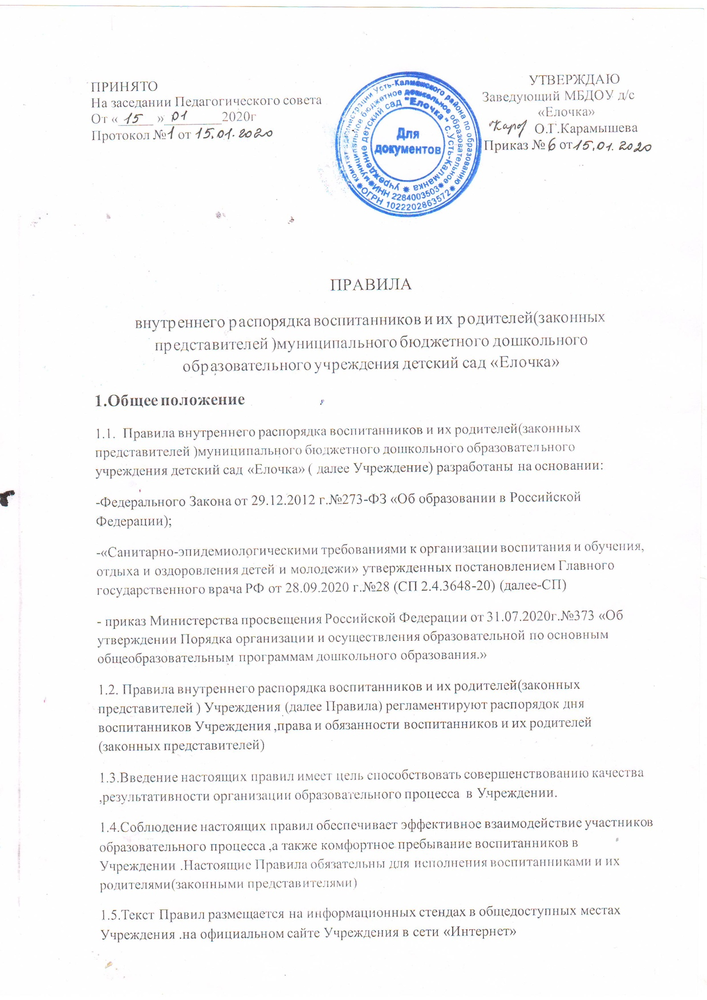 ПРИНЯТО
На заседании Педагогического совета
От « 15 » 01 2020г
Протокол №1 от 15.01.2020
комитет администрации Усть-Калманского района по образованию
муниципальное бюджетное дошкольное образовательное
учреждение детский сад "Елочка" с.Усть-Калманка
ИНН 2284003503
ОГРН 1022202863572
Для
документов
УТВЕРЖДАЮ
Заведующий МБДОУ д/с
«Елочка»
О.Г.Карамышева
Приказ №6 от15.01.2020
ПРАВИЛА
внутреннего распорядка воспитанников и их родителей(законных
представителей )муниципального бюджетного дошкольного
образовательного учреждения детский сад «Елочка»
1.Общее положение
1.1. Правила внутреннего распорядка воспитанников и их родителей(законных
представителей )муниципального бюджетного дошкольного образовательного
учреждения детский сад «Елочка» ( далее Учреждение) разработаны на основании:
-Федерального Закона от 29.12.2012 г.№273-ФЗ «Об образовании в Российской
Федерации);
-«Санитарно-эпидемиологическими требованиями к организации воспитания и обучения,
отдыха и оздоровления детей и молодежи» утвержденных постановлением Главного
государственного врача РФ от 28.09.2020 г.№28 (СП 2.4.3648-20) (далее-СП)
- приказ Министерства просвещения Российской Федерации от 31.07.2020г.№373 «Об
утверждении Порядка организации и осуществления образовательной по основным
общеобразовательным программам дошкольного образования.»
1.2. Правила внутреннего распорядка воспитанников и их родителей(законных
представителей ) Учреждения (далее Правила) регламентируют распорядок дня
воспитанников Учреждения ,права и обязанности воспитанников и их родителей
(законных представителей)
1.3.Введение настоящих правил имеет цель способствовать совершенствованию качества
,результативности организации образовательного процесса в Учреждении.
1.4.Соблюдение настоящих правил обеспечивает эффективное взаимодействие участников
образовательного процесса ,а также комфортное пребывание воспитанников в
Учреждении .Настоящие Правила обязательны для исполнения воспитанниками и их
родителями(законными представителями)
1.5.Текст Правил размещается на информационных стендах в общедоступных местах
Учреждения .на официальном сайте Учреждения в сети «Интернет»